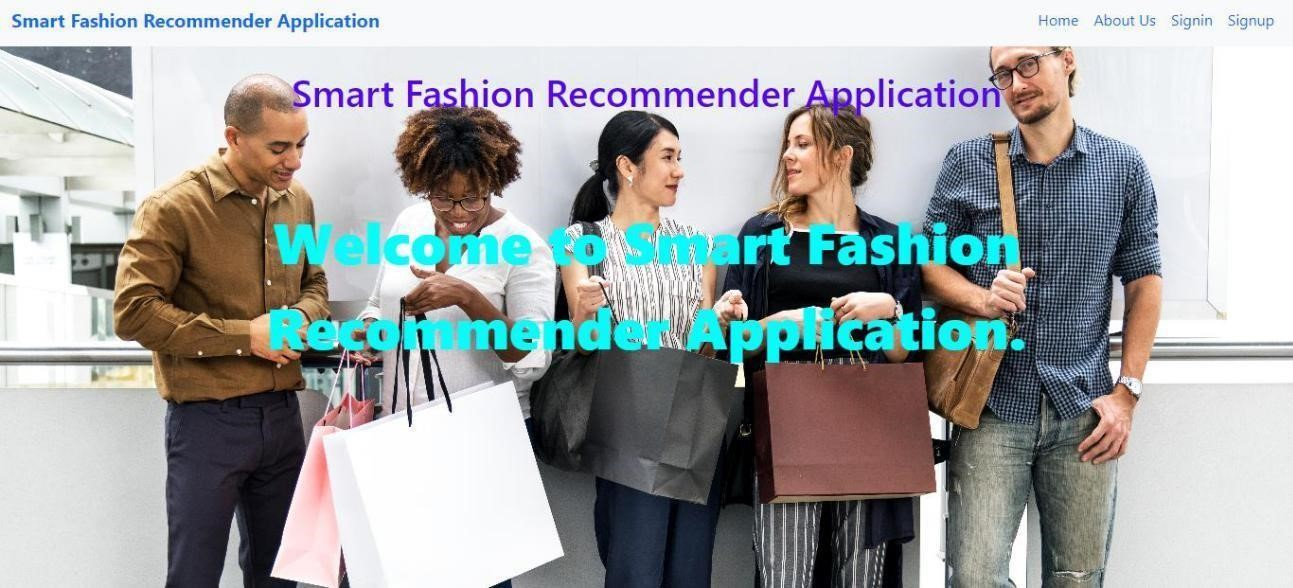 Smart Fashion Recommender Application
Home About Us Signin Signup
Smart Fashion Recommender Application
Welcome to Smart Fashion
Recommender Application.